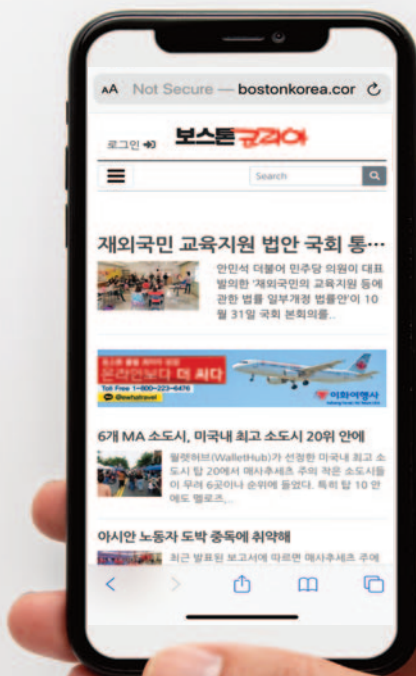 AA Not Secure — bostonkorea.cor
로그인
보스톤코리아
Search
재외국민 교육지원 법안 국회 통…
안민석 더불어 민주당 의원이 대표
발의한 '재외국민의 교육지원 등에
관한 법률 일부개정 법률안'이 10
월 31일 국회 본회의를..
온라인보다 더 싸다
Toll Free 1-800-223-6476
@ewhatravel
이화여행사
6개 MA 소도시, 미국내 최고 소도시 20위 안에
월렛허브(WalletHub)가 선정한 미국내 최고 소
도시 탑 20에서 매사추세츠 주의 작은 소도시들
이 무려 6곳이나 순위에 들었다. 특히 탑 10 안
에도 멜로즈,...
아시안 노동자 도박 중독에 취약해
최근 발표된 보고서에 따르면 매사추세츠 주에